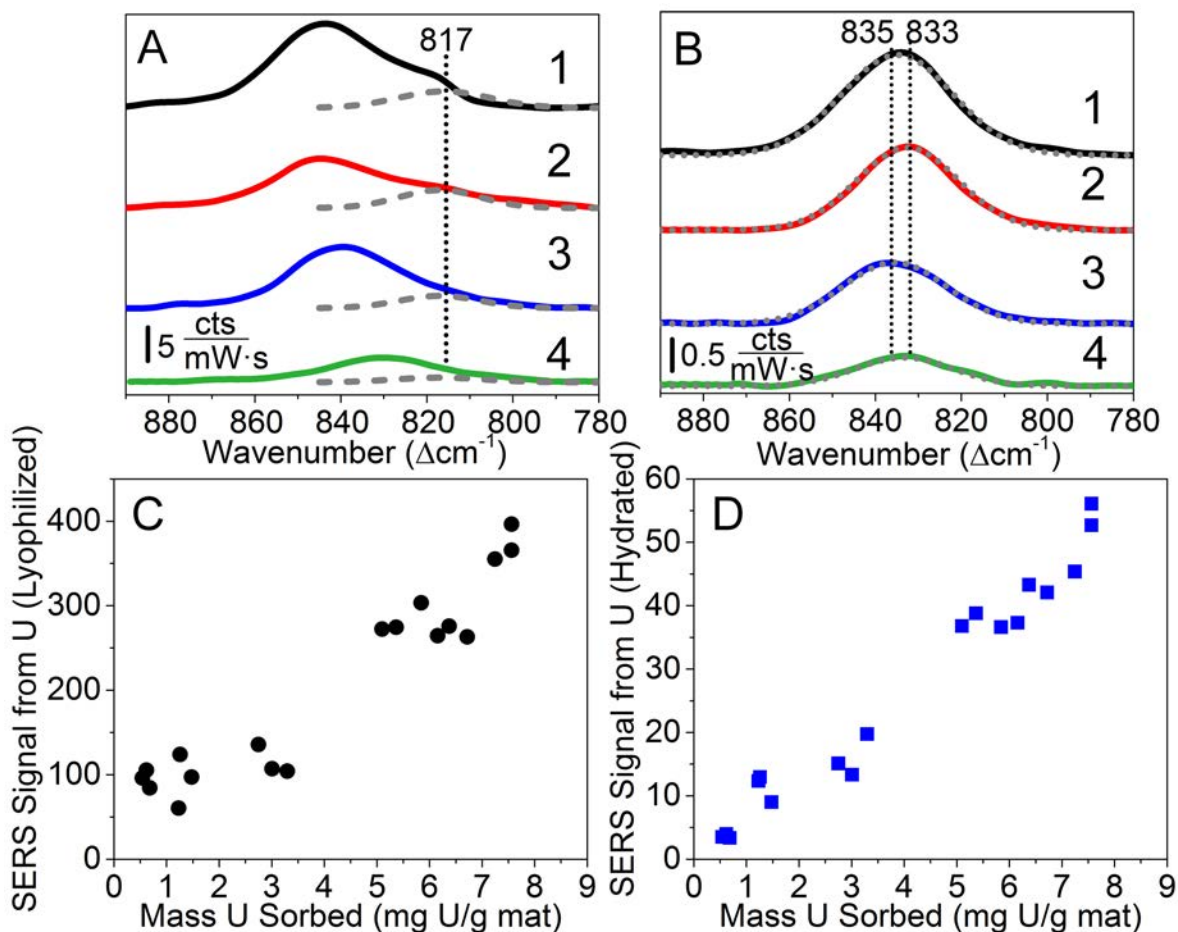 A
817
1
2
3
4
5 cts
mW·s
880 860 840 820 800 780
Wavenumber (Δcm⁻¹)
B
835 833
1
2
3
4
0.5 cts
mW·s
880 860 840 820 800 780
Wavenumber (Δcm⁻¹)
C
SERS Signal from U (Lyophilized)
400
300
200
100
0
0 1 2 3 4 5 6 7 8 9
Mass U Sorbed (mg U/g mat)
D
SERS Signal from U (Hydrated)
60
50
40
30
20
10
0
0 1 2 3 4 5 6 7 8 9
Mass U Sorbed (mg U/g mat)